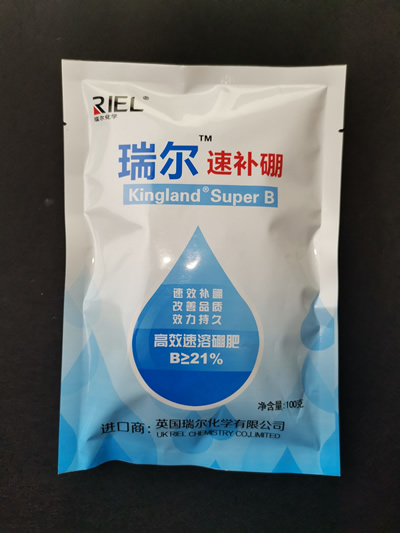 RIEL®
瑞尔化学
瑞尔™ 速补硼
Kingland® Super B
速效补硼
改善品质
效力持久
高效速溶硼肥
B≥21%
净含量:100克
进口商：英国瑞尔化学有限公司
UK RIEL CHEMISTRY CO.,LIMITED